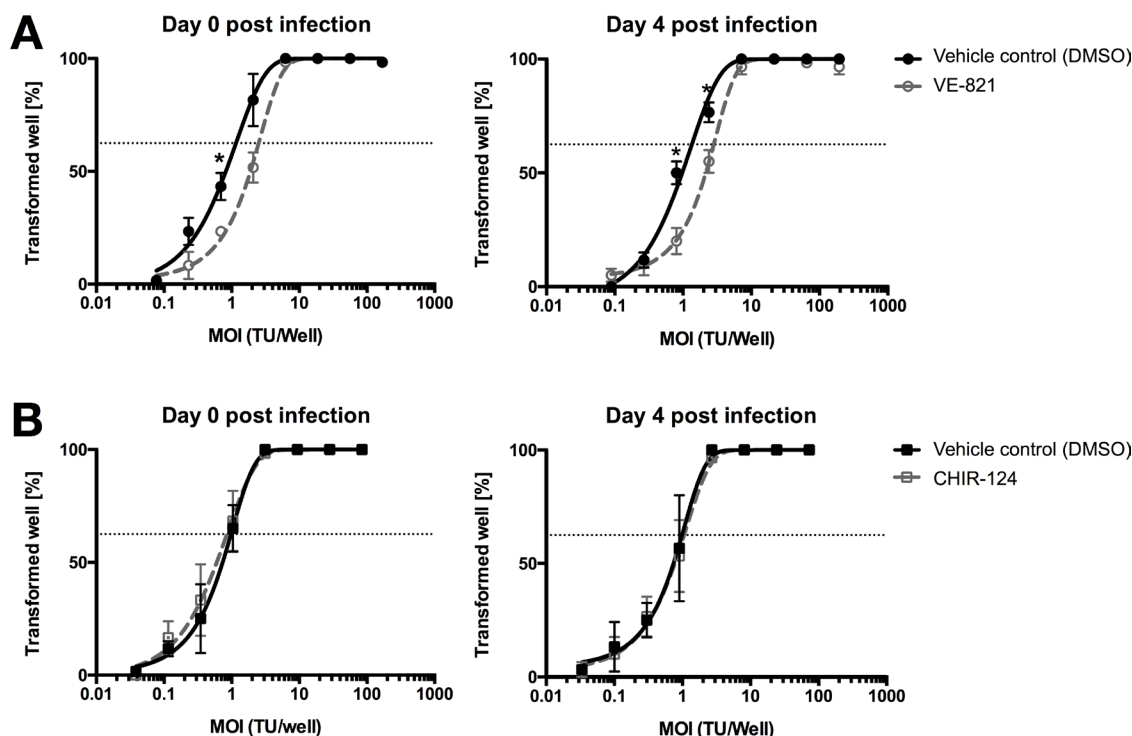 A
Day 0 post infection
Day 4 post infection
Vehicle control (DMSO)
VE-821
Transformed well [%]
100
50
0
*
0.01 0.1 1 10 100 1000
MOI (TU/Well)
Transformed well [%]
100
50
0
* *
0.01 0.1 1 10 100 1000
MOI (TU/Well)
B
Day 0 post infection
Day 4 post infection
Vehicle control (DMSO)
CHIR-124
Transformed well [%]
100
50
0
0.01 0.1 1 10 100 1000
MOI (TU/well)
Transformed well [%]
100
50
0
0.01 0.1 1 10 100 1000
MOI (TU/Well)